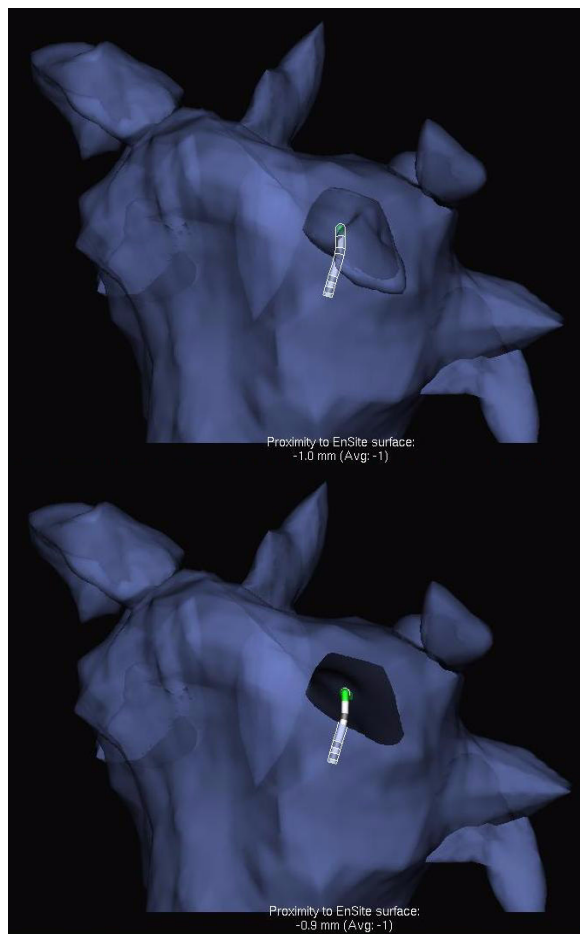 Proximity to EnSite surface:
-1.0 mm (Avg: -1)
Proximity to EnSite surface:
-0.9 mm (Avg: -1)